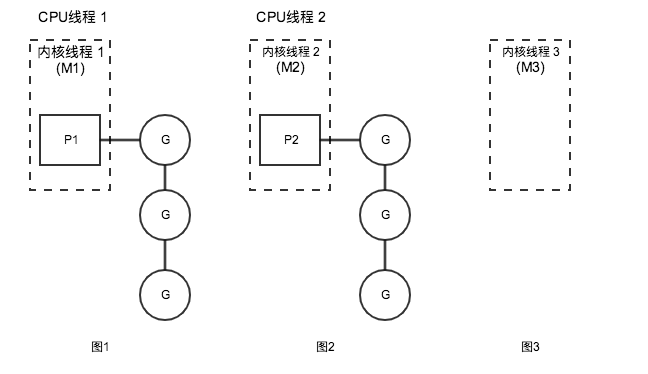 CPU线程 1
内核线程 1
(M1)
P1
G
G
G
图1
CPU线程 2
内核线程 2
(M2)
P2
G
G
G
图2
内核线程 3
(M3)
图3